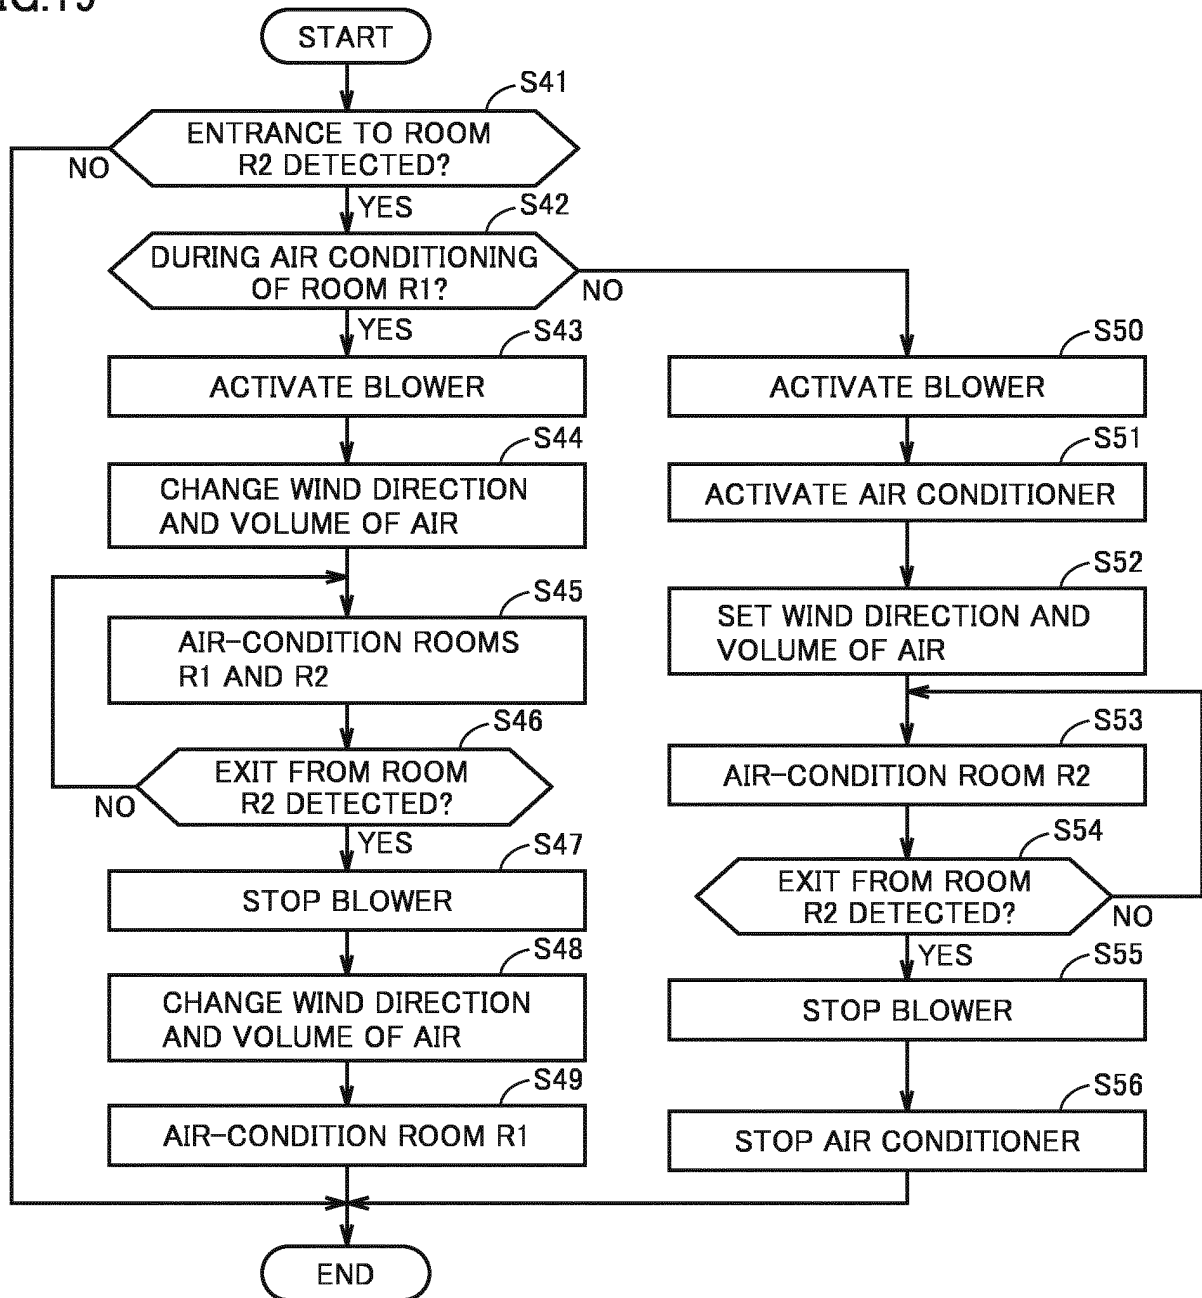 START
S41
ENTRANCE TO ROOM
R2 DETECTED?
NO
YES
S42
DURING AIR CONDITIONING
OF ROOM R1?
NO
YES
S43
ACTIVATE BLOWER
S44
CHANGE WIND DIRECTION
AND VOLUME OF AIR
S45
AIR-CONDITION ROOMS
R1 AND R2
S46
EXIT FROM ROOM
R2 DETECTED?
NO
YES
S47
STOP BLOWER
S48
CHANGE WIND DIRECTION
AND VOLUME OF AIR
S49
AIR-CONDITION ROOM R1
S50
ACTIVATE BLOWER
S51
ACTIVATE AIR CONDITIONER
S52
SET WIND DIRECTION AND
VOLUME OF AIR
S53
AIR-CONDITION ROOM R2
S54
EXIT FROM ROOM
R2 DETECTED?
NO
YES
S55
STOP BLOWER
S56
STOP AIR CONDITIONER
END